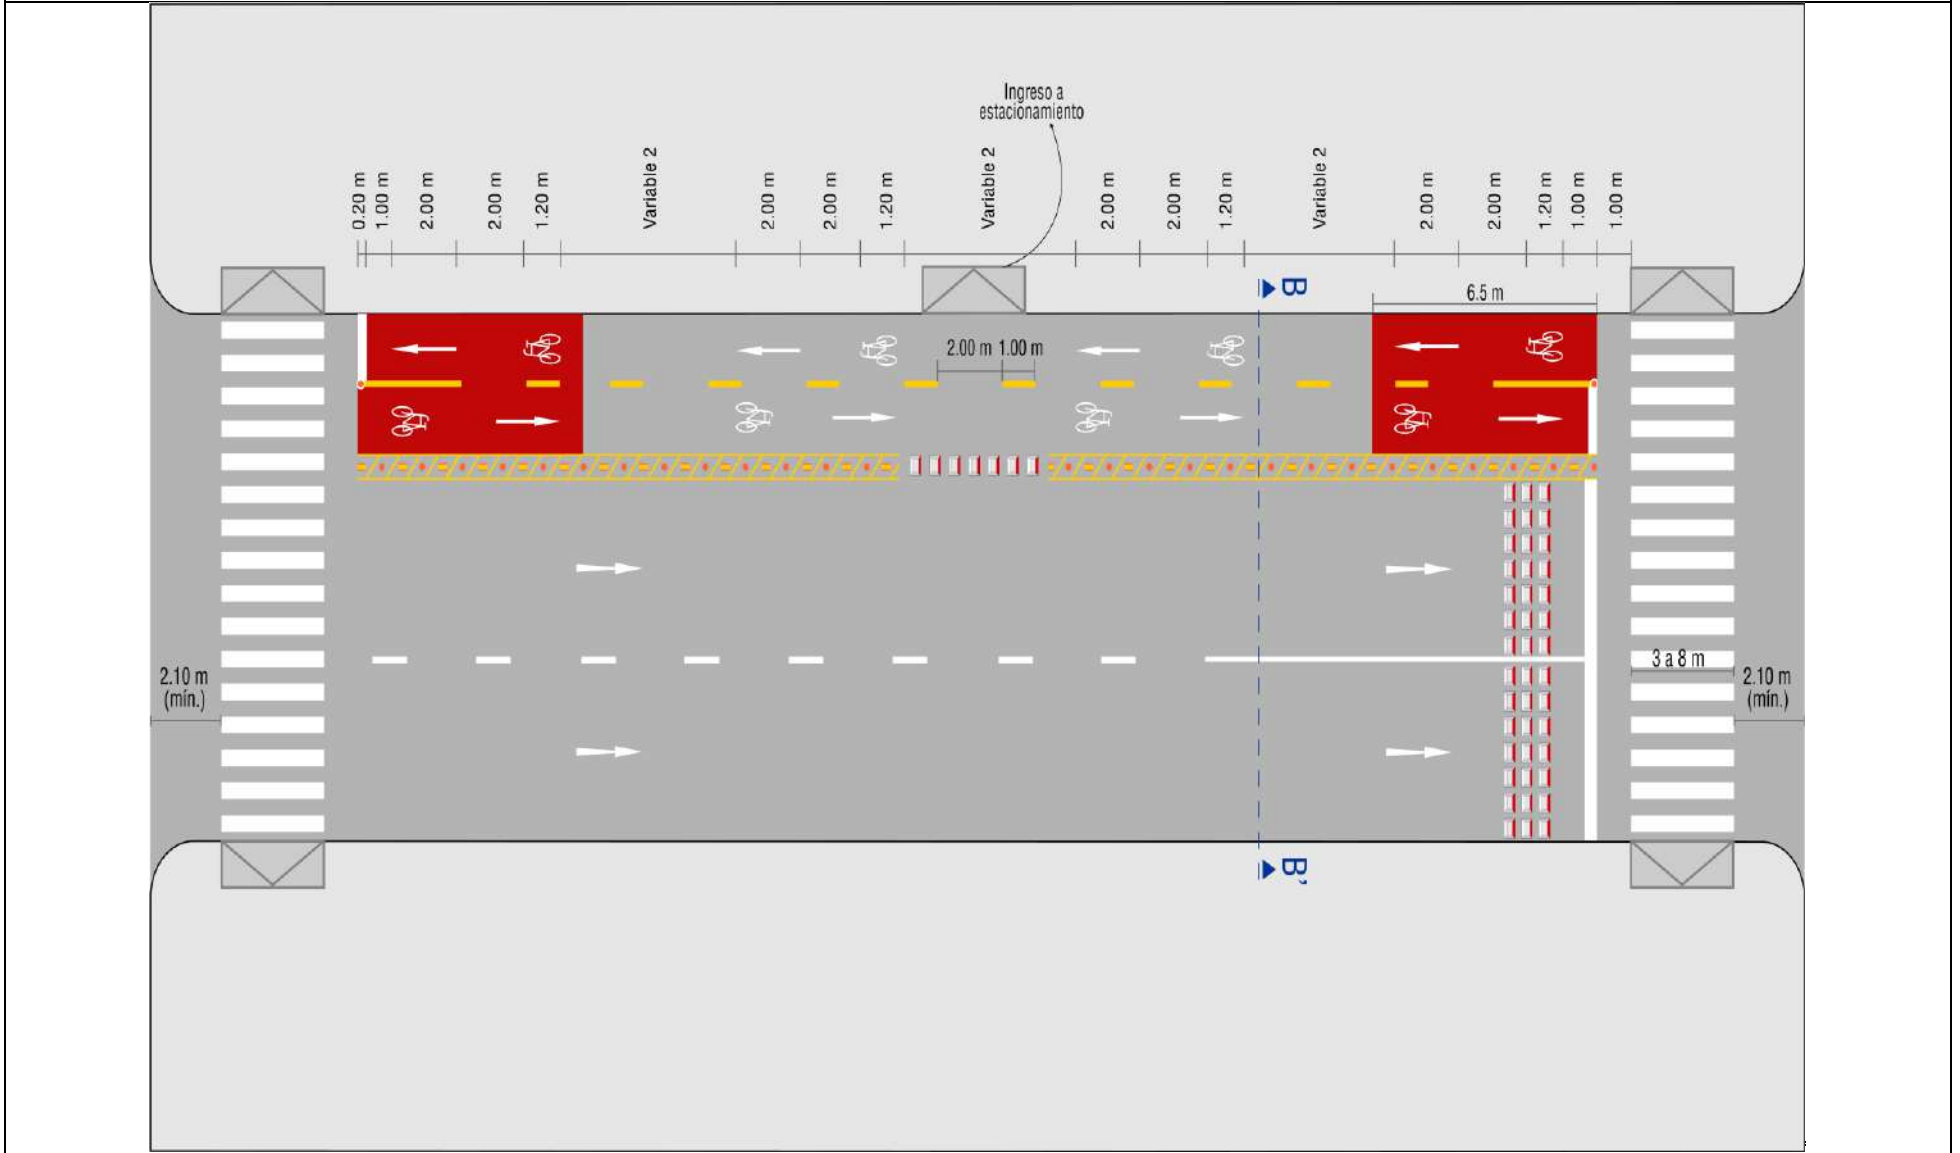 Ingreso a
estacionamiento
0.20 m
1.00 m
2.00 m
2.00 m
1.20 m
Variable 2
2.00 m
2.00 m
1.20 m
Variable 2
2.00 m
2.00 m
1.20 m
Variable 2
2.00 m
2.00 m
1.20 m
1.00 m
1.00 m
B
6.5 m
2.00 m 1.00 m
3 a 8 m
2.10 m
(mín.)
2.10 m
(mín.)
B'